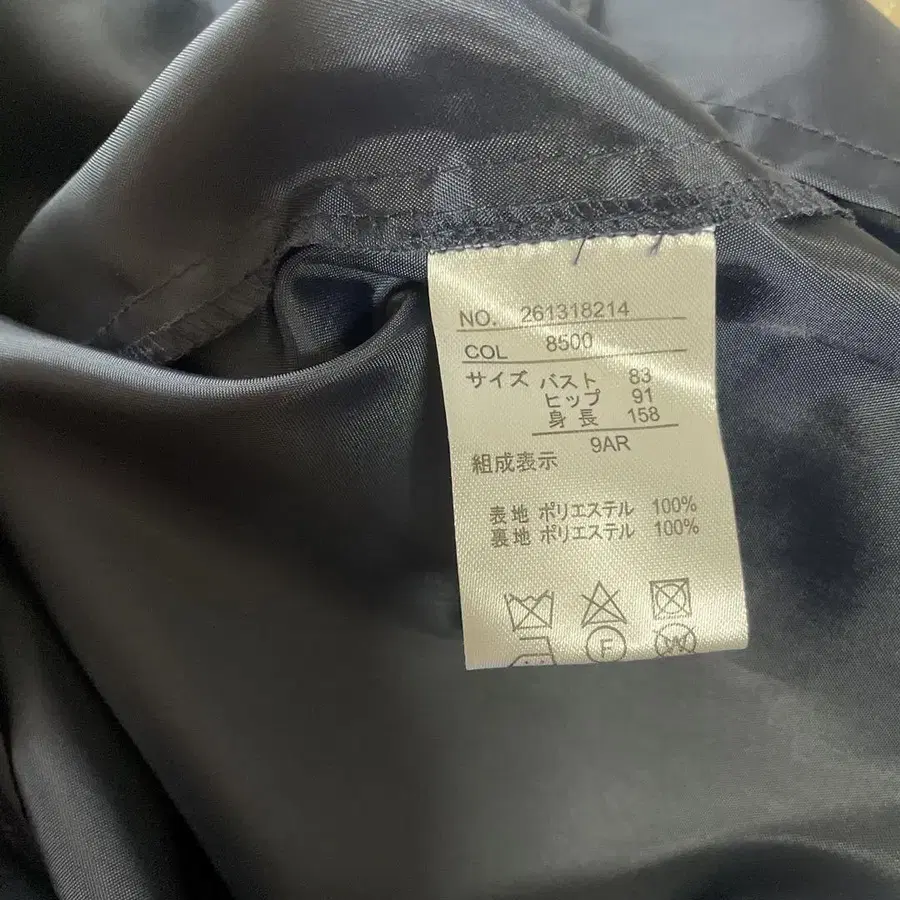 NO. 261318214
COL 8500
サイズ バスト 83
ヒップ 91
身長 158
9AR
組成表示
表地 ポリエステル 100%
裏地 ポリエステル 100%
F W